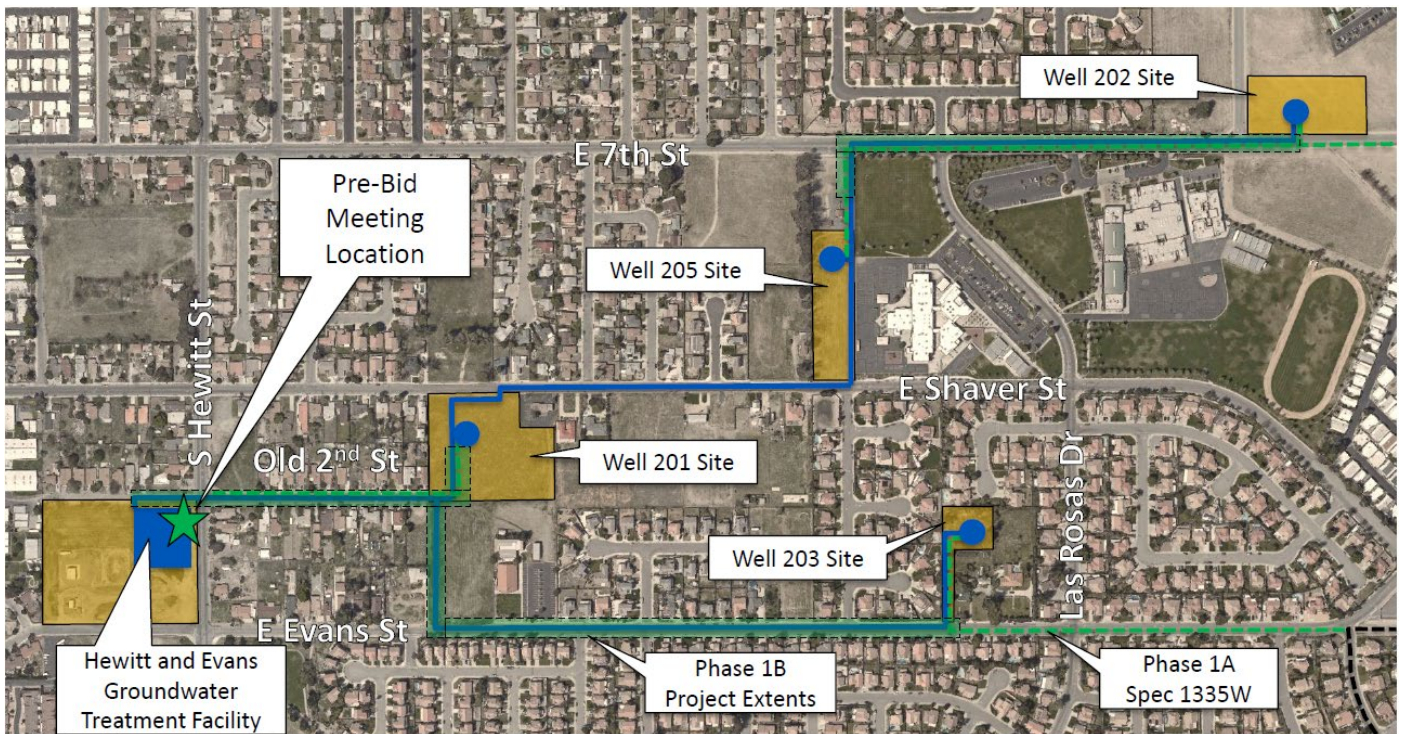 Well 202 Site
E 7th St
Pre-Bid
Meeting
Location
Well 205 Site
S Hewitt St
E Shaver St
Old 2nd St
Well 201 Site
Las Rosas Dr
Well 203 Site
E Evans St
Hewitt and Evans
Groundwater
Treatment Facility
Phase 1B
Project Extents
Phase 1A
Spec 1335W